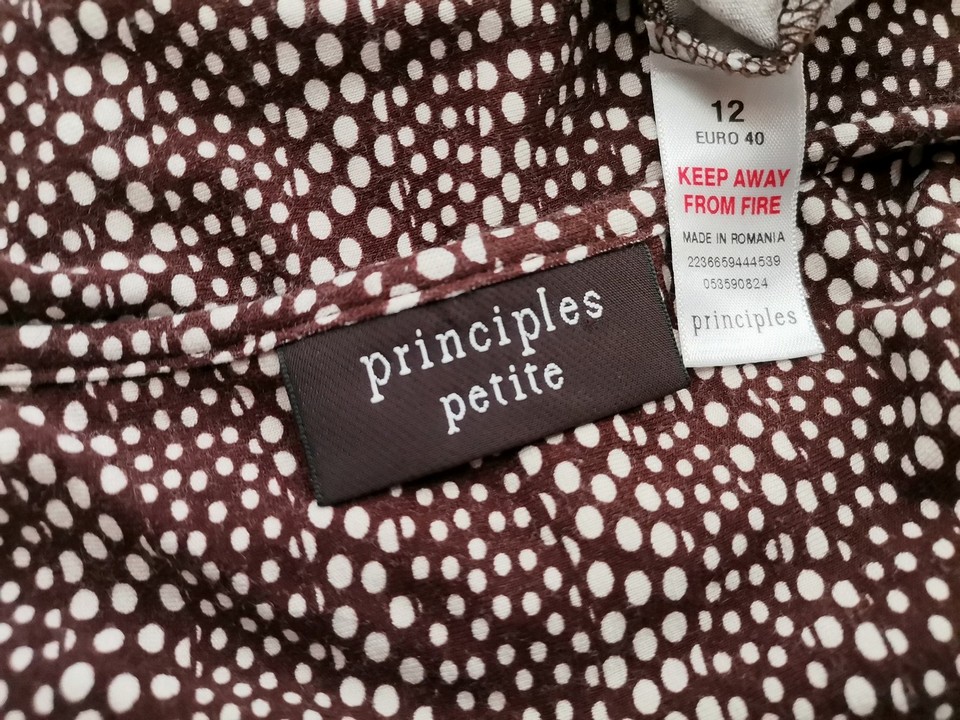 12
EURO 40
KEEP AWAY
FROM FIRE
MADE IN ROMANIA
2236659444539
053590824
principles
principles
petite